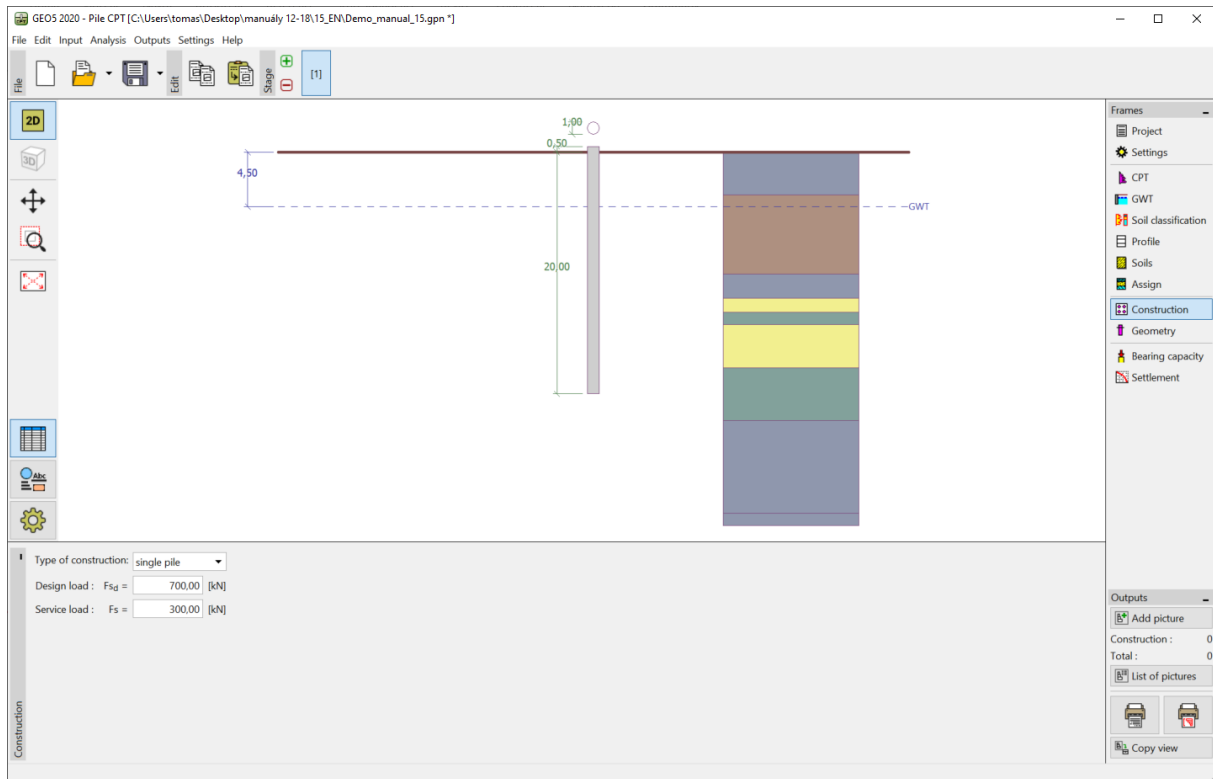 GEO5 2020 - Pile CPT [C:\Users\tomas\Desktop\manuály 12-18\15_EN\Demo_manual_15.gpn *]
File Edit Input Analysis Outputs Settings Help
File
Edit
Stage
[1]
2D
3D
Abc
1,00
0,50
4,50
GWT
20,00
Frames
Project
Settings
CPT
GWT
Soil classification
Profile
Soils
Assign
Construction
Geometry
Bearing capacity
Settlement
Type of construction: single pile
Design load : Fsd = 700,00 [kN]
Service load : Fs = 300,00 [kN]
Construction
Outputs
Add picture
Construction : 0
Total : 0
List of pictures
Copy view